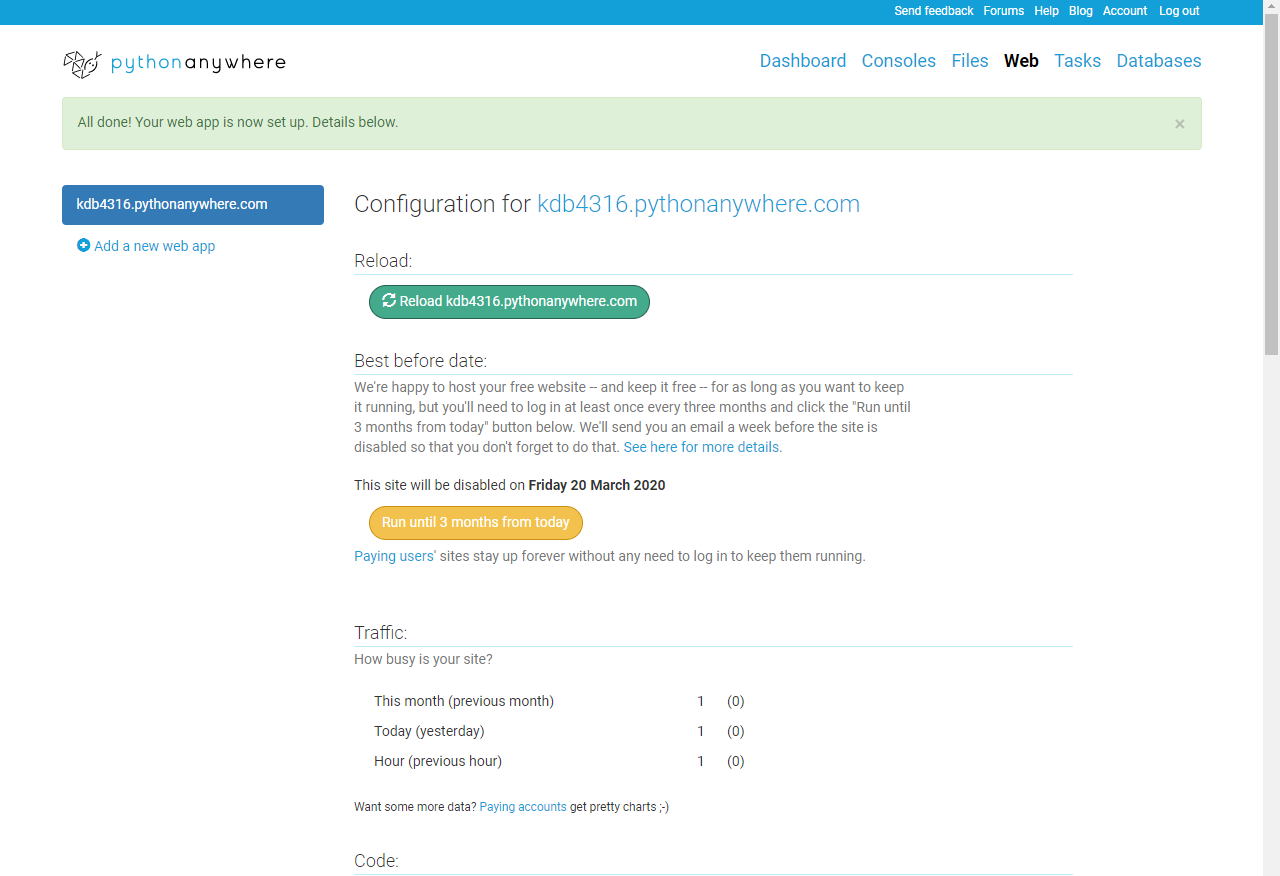 Send feedback Forums Help Blog Account Log out
pythonanywhere
Dashboard Consoles Files Web Tasks Databases
All done! Your web app is now set up. Details below. ×
kdb4316.pythonanywhere.com
Add a new web app
Configuration for kdb4316.pythonanywhere.com
Reload:
Reload kdb4316.pythonanywhere.com
Best before date:
We're happy to host your free website -- and keep it free -- for as long as you want to keep
it running, but you'll need to log in at least once every three months and click the "Run until
3 months from today" button below. We'll send you an email a week before the site is
disabled so that you don't forget to do that. See here for more details.
This site will be disabled on Friday 20 March 2020
Run until 3 months from today
Paying users' sites stay up forever without any need to log in to keep them running.
Traffic:
How busy is your site?
This month (previous month) 1 (0)
Today (yesterday) 1 (0)
Hour (previous hour) 1 (0)
Want some more data? Paying accounts get pretty charts ;-)
Code: